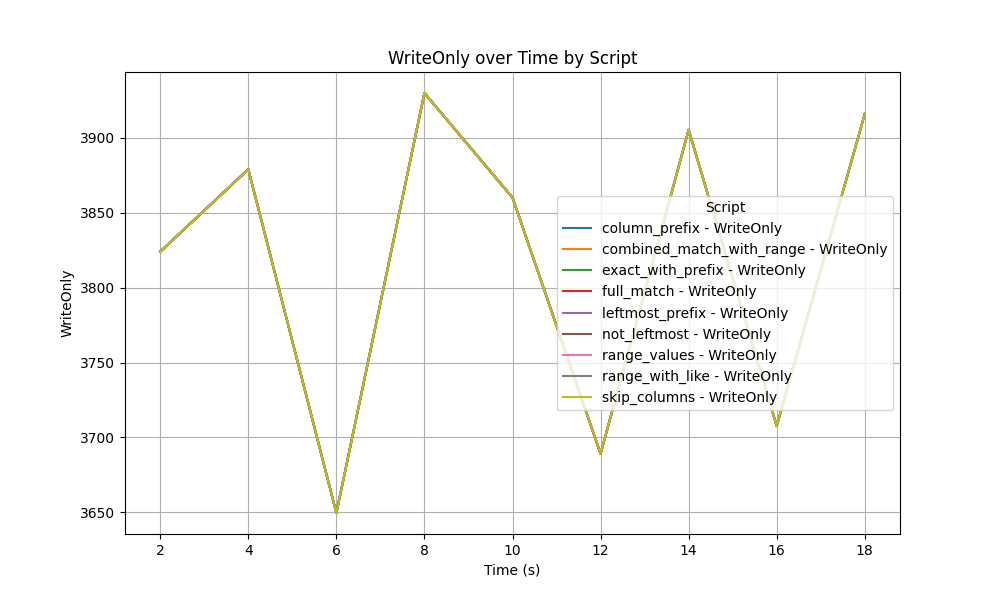 WriteOnly over Time by Script
WriteOnly
3900
3850
3800
3750
3700
3650
Script
column_prefix - WriteOnly
combined_match_with_range - WriteOnly
exact_with_prefix - WriteOnly
full_match - WriteOnly
leftmost_prefix - WriteOnly
not_leftmost - WriteOnly
range_values - WriteOnly
range_with_like - WriteOnly
skip_columns - WriteOnly
2 4 6 8 10 12 14 16 18
Time (s)